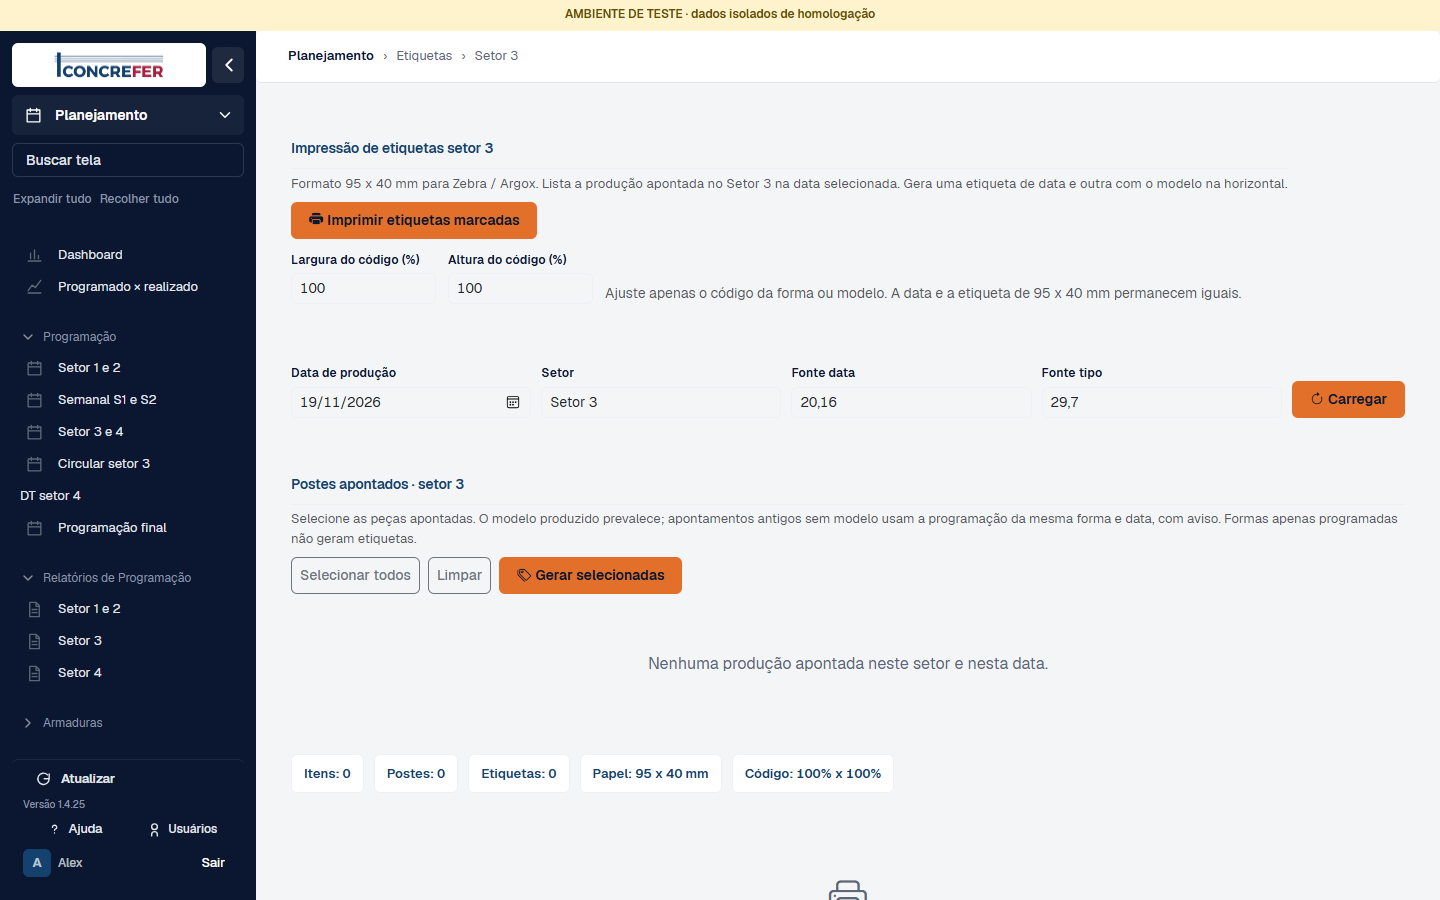 AMBIENTE DE TESTE · dados isolados de homologação
CONCREFER
Planejamento
Buscar tela
Expandir tudo Recolher tudo
Dashboard
Programado × realizado
Programação
Setor 1 e 2
Semanal S1 e S2
Setor 3 e 4
Circular setor 3
DT setor 4
Programação final
Relatórios de Programação
Setor 1 e 2
Setor 3
Setor 4
Armaduras
Atualizar
Versão 1.4.25
? Ajuda Usuários
A Alex Sair
Planejamento › Etiquetas › Setor 3
Impressão de etiquetas setor 3
Formato 95 x 40 mm para Zebra / Argox. Lista a produção apontada no Setor 3 na data selecionada. Gera uma etiqueta de data e outra com o modelo na horizontal.
Imprimir etiquetas marcadas
Largura do código (%) Altura do código (%)
100 100 Ajuste apenas o código da forma ou modelo. A data e a etiqueta de 95 x 40 mm permanecem iguais.
Data de produção Setor Fonte data Fonte tipo
19/11/2026 Setor 3 20,16 29,7 Carregar
Postes apontados · setor 3
Selecione as peças apontadas. O modelo produzido prevalece; apontamentos antigos sem modelo usam a programação da mesma forma e data, com aviso. Formas apenas programadas
não geram etiquetas.
Selecionar todos Limpar Gerar selecionadas
Nenhuma produção apontada neste setor e nesta data.
Itens: 0 Postes: 0 Etiquetas: 0 Papel: 95 x 40 mm Código: 100% x 100%